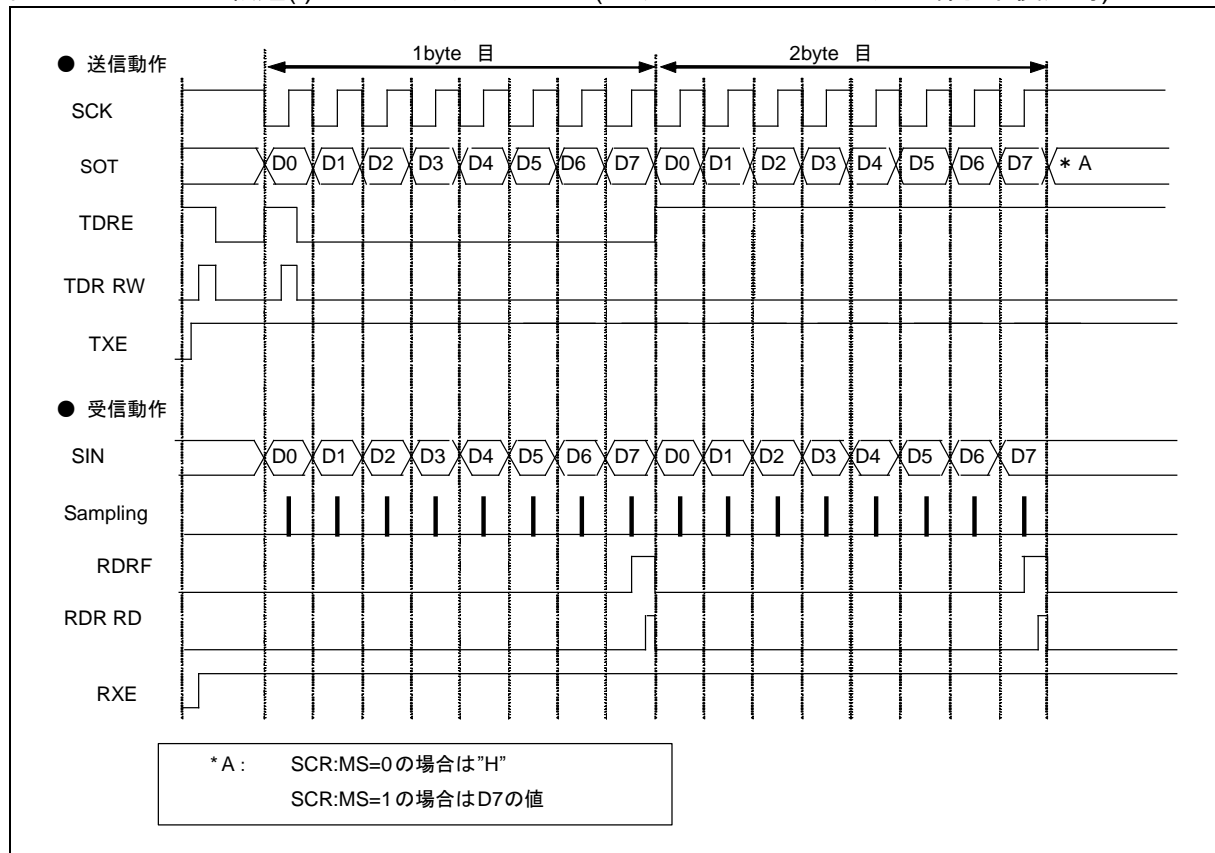 1byte 目 2byte 目
● 送信動作
SCK
SOT D0 D1 D2 D3 D4 D5 D6 D7 D0 D1 D2 D3 D4 D5 D6 D7 * A
TDRE
TDR RW
TXE
● 受信動作
SIN D0 D1 D2 D3 D4 D5 D6 D7 D0 D1 D2 D3 D4 D5 D6 D7
Sampling
RDRF
RDR RD
RXE
* A : SCR:MS=0の場合は"H"
SCR:MS=1の場合はD7の値